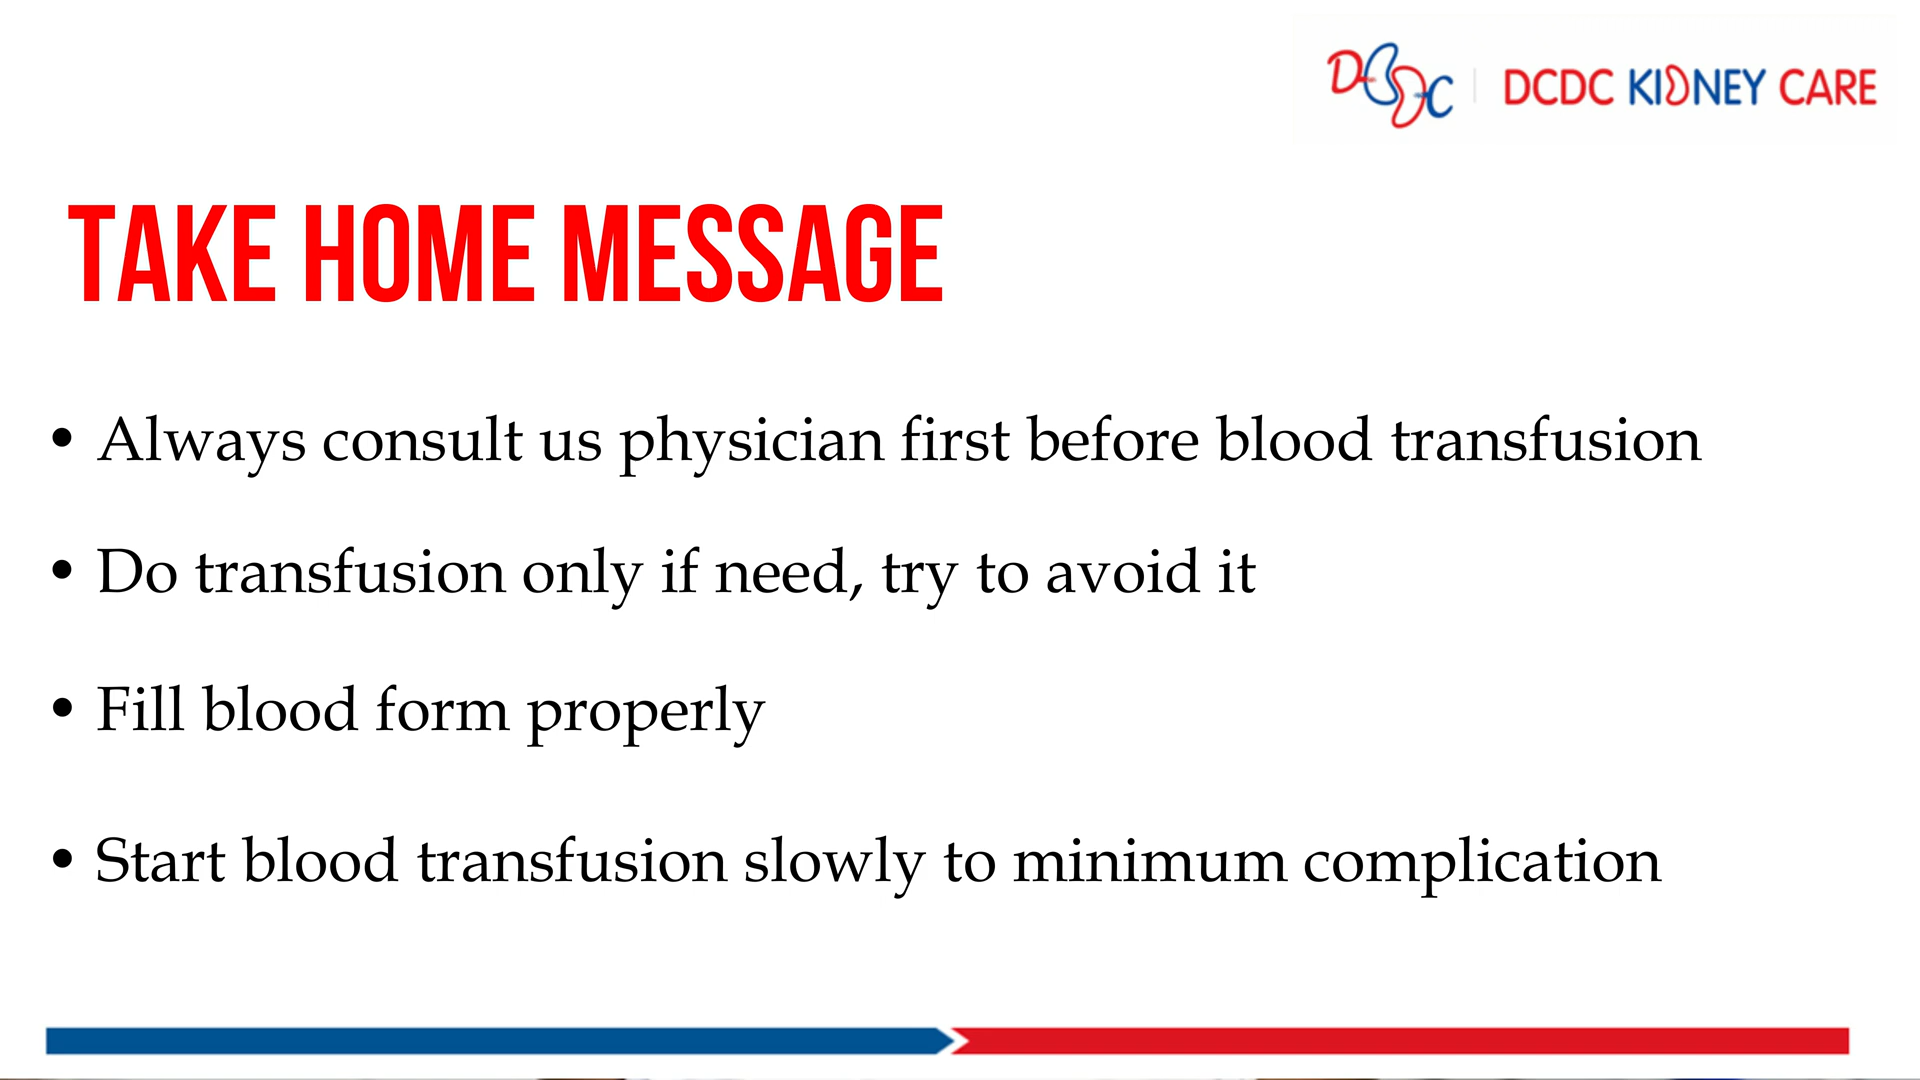 DCDC | DCDC KIDNEY CARE
TAKE HOME MESSAGE
• Always consult us physician first before blood transfusion
• Do transfusion only if need, try to avoid it
• Fill blood form properly
• Start blood transfusion slowly to minimum complication